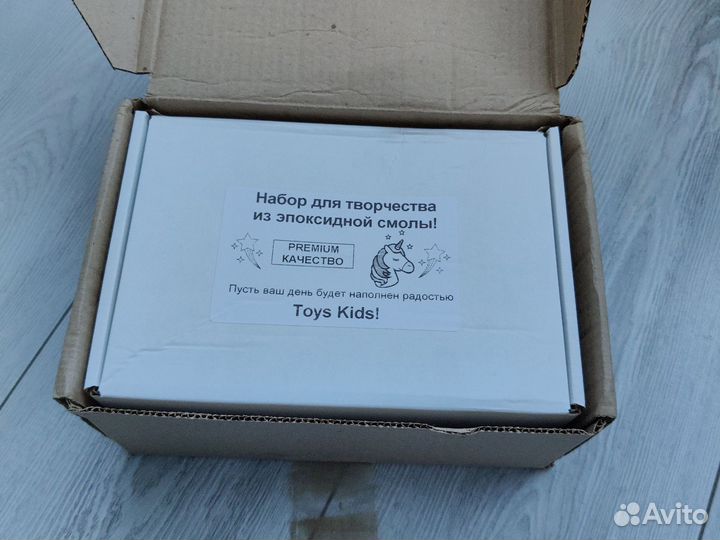 Набор для творчества
из эпоксидной смолы!
PREMIUM
КАЧЕСТВО
Пусть ваш день будет наполнен радостью
Toys Kids!
Avito